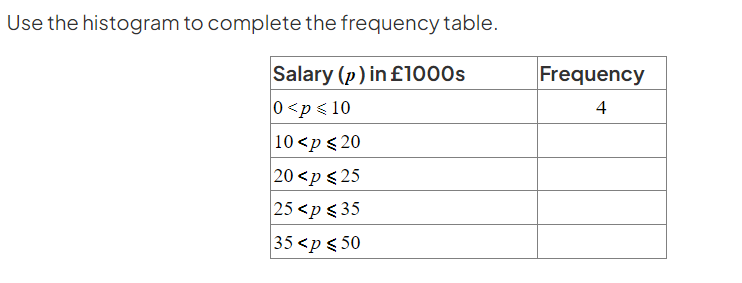 Use the histogram to complete the frequency table.
Salary (p) in £1000s Frequency
0 < p ⩽ 10 4
10 < p ⩽ 20
20 < p ⩽ 25
25 < p ⩽ 35
35 < p ⩽ 50